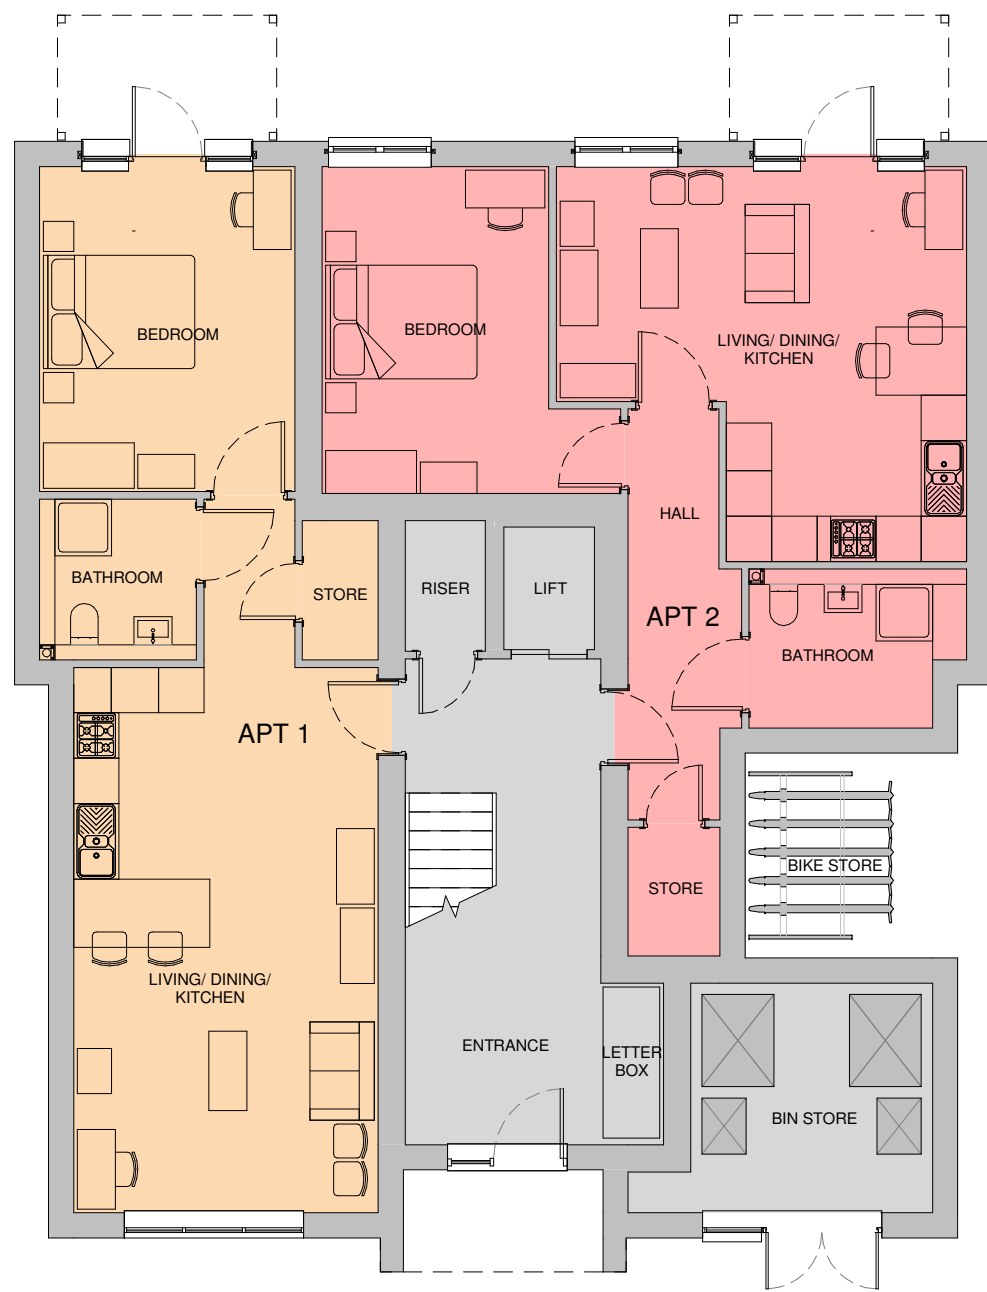 BEDROOM
BEDROOM
LIVING/ DINING/
KITCHEN
HALL
BATHROOM
STORE
RISER
LIFT
APT 2
BATHROOM
APT 1
BIKE STORE
STORE
LIVING/ DINING/
KITCHEN
ENTRANCE
LETTER
BOX
BIN STORE